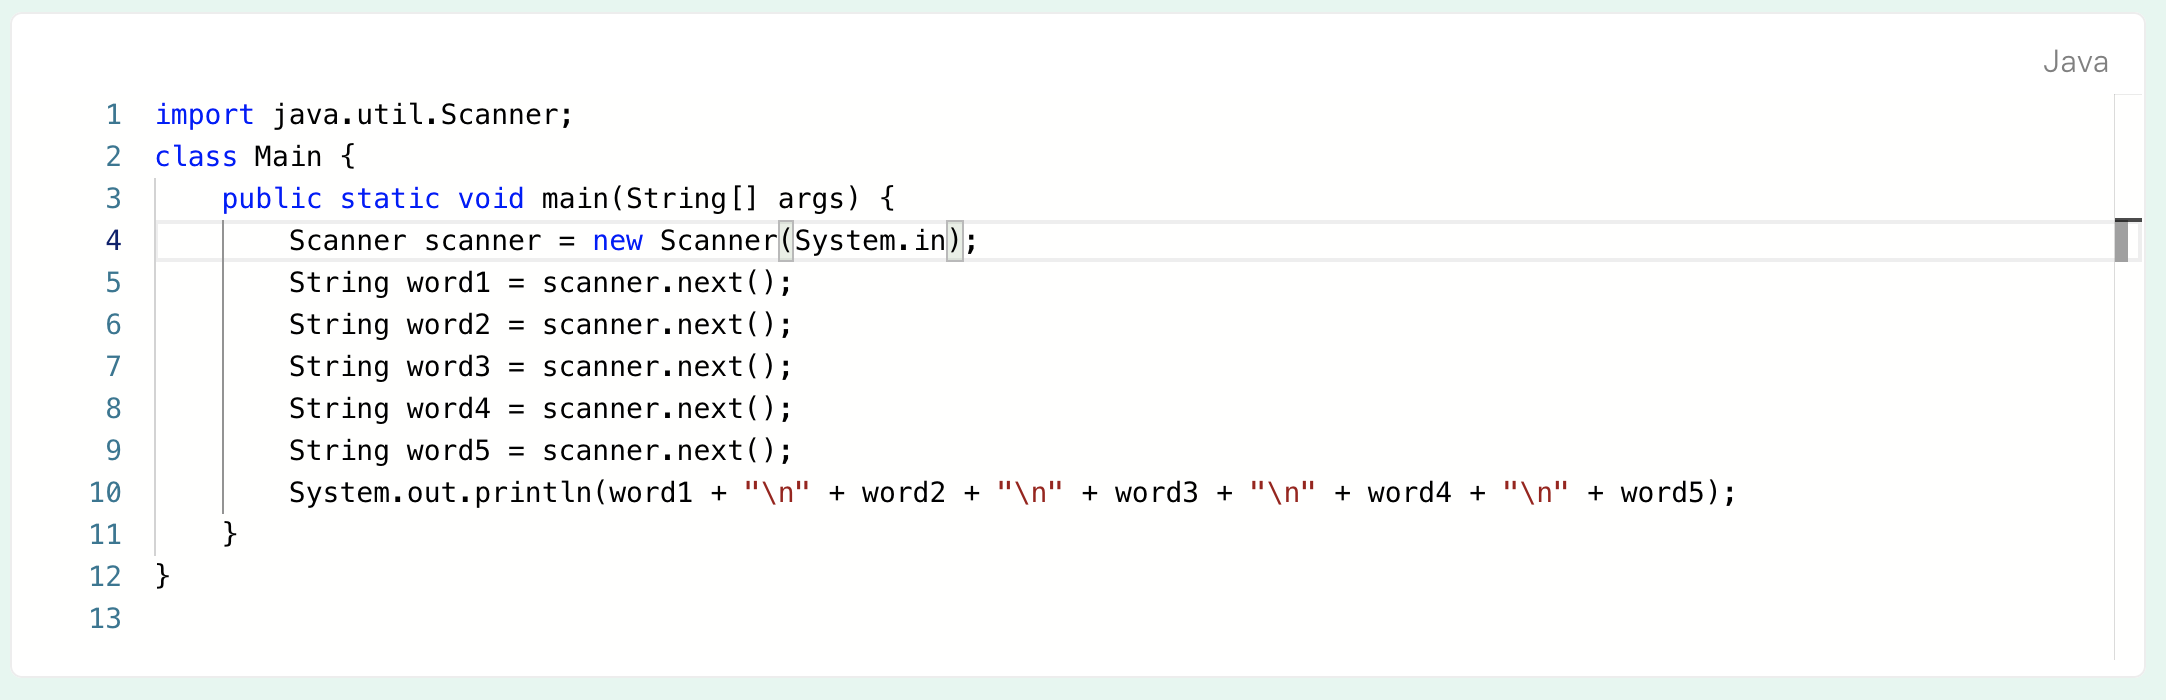 Java
1 import java.util.Scanner;
2 class Main {
3     public static void main(String[] args) {
4         Scanner scanner = new Scanner(System.in);
5         String word1 = scanner.next();
6         String word2 = scanner.next();
7         String word3 = scanner.next();
8         String word4 = scanner.next();
9         String word5 = scanner.next();
10         System.out.println(word1 + "\n" + word2 + "\n" + word3 + "\n" + word4 + "\n" + word5);
11     }
12 }
13